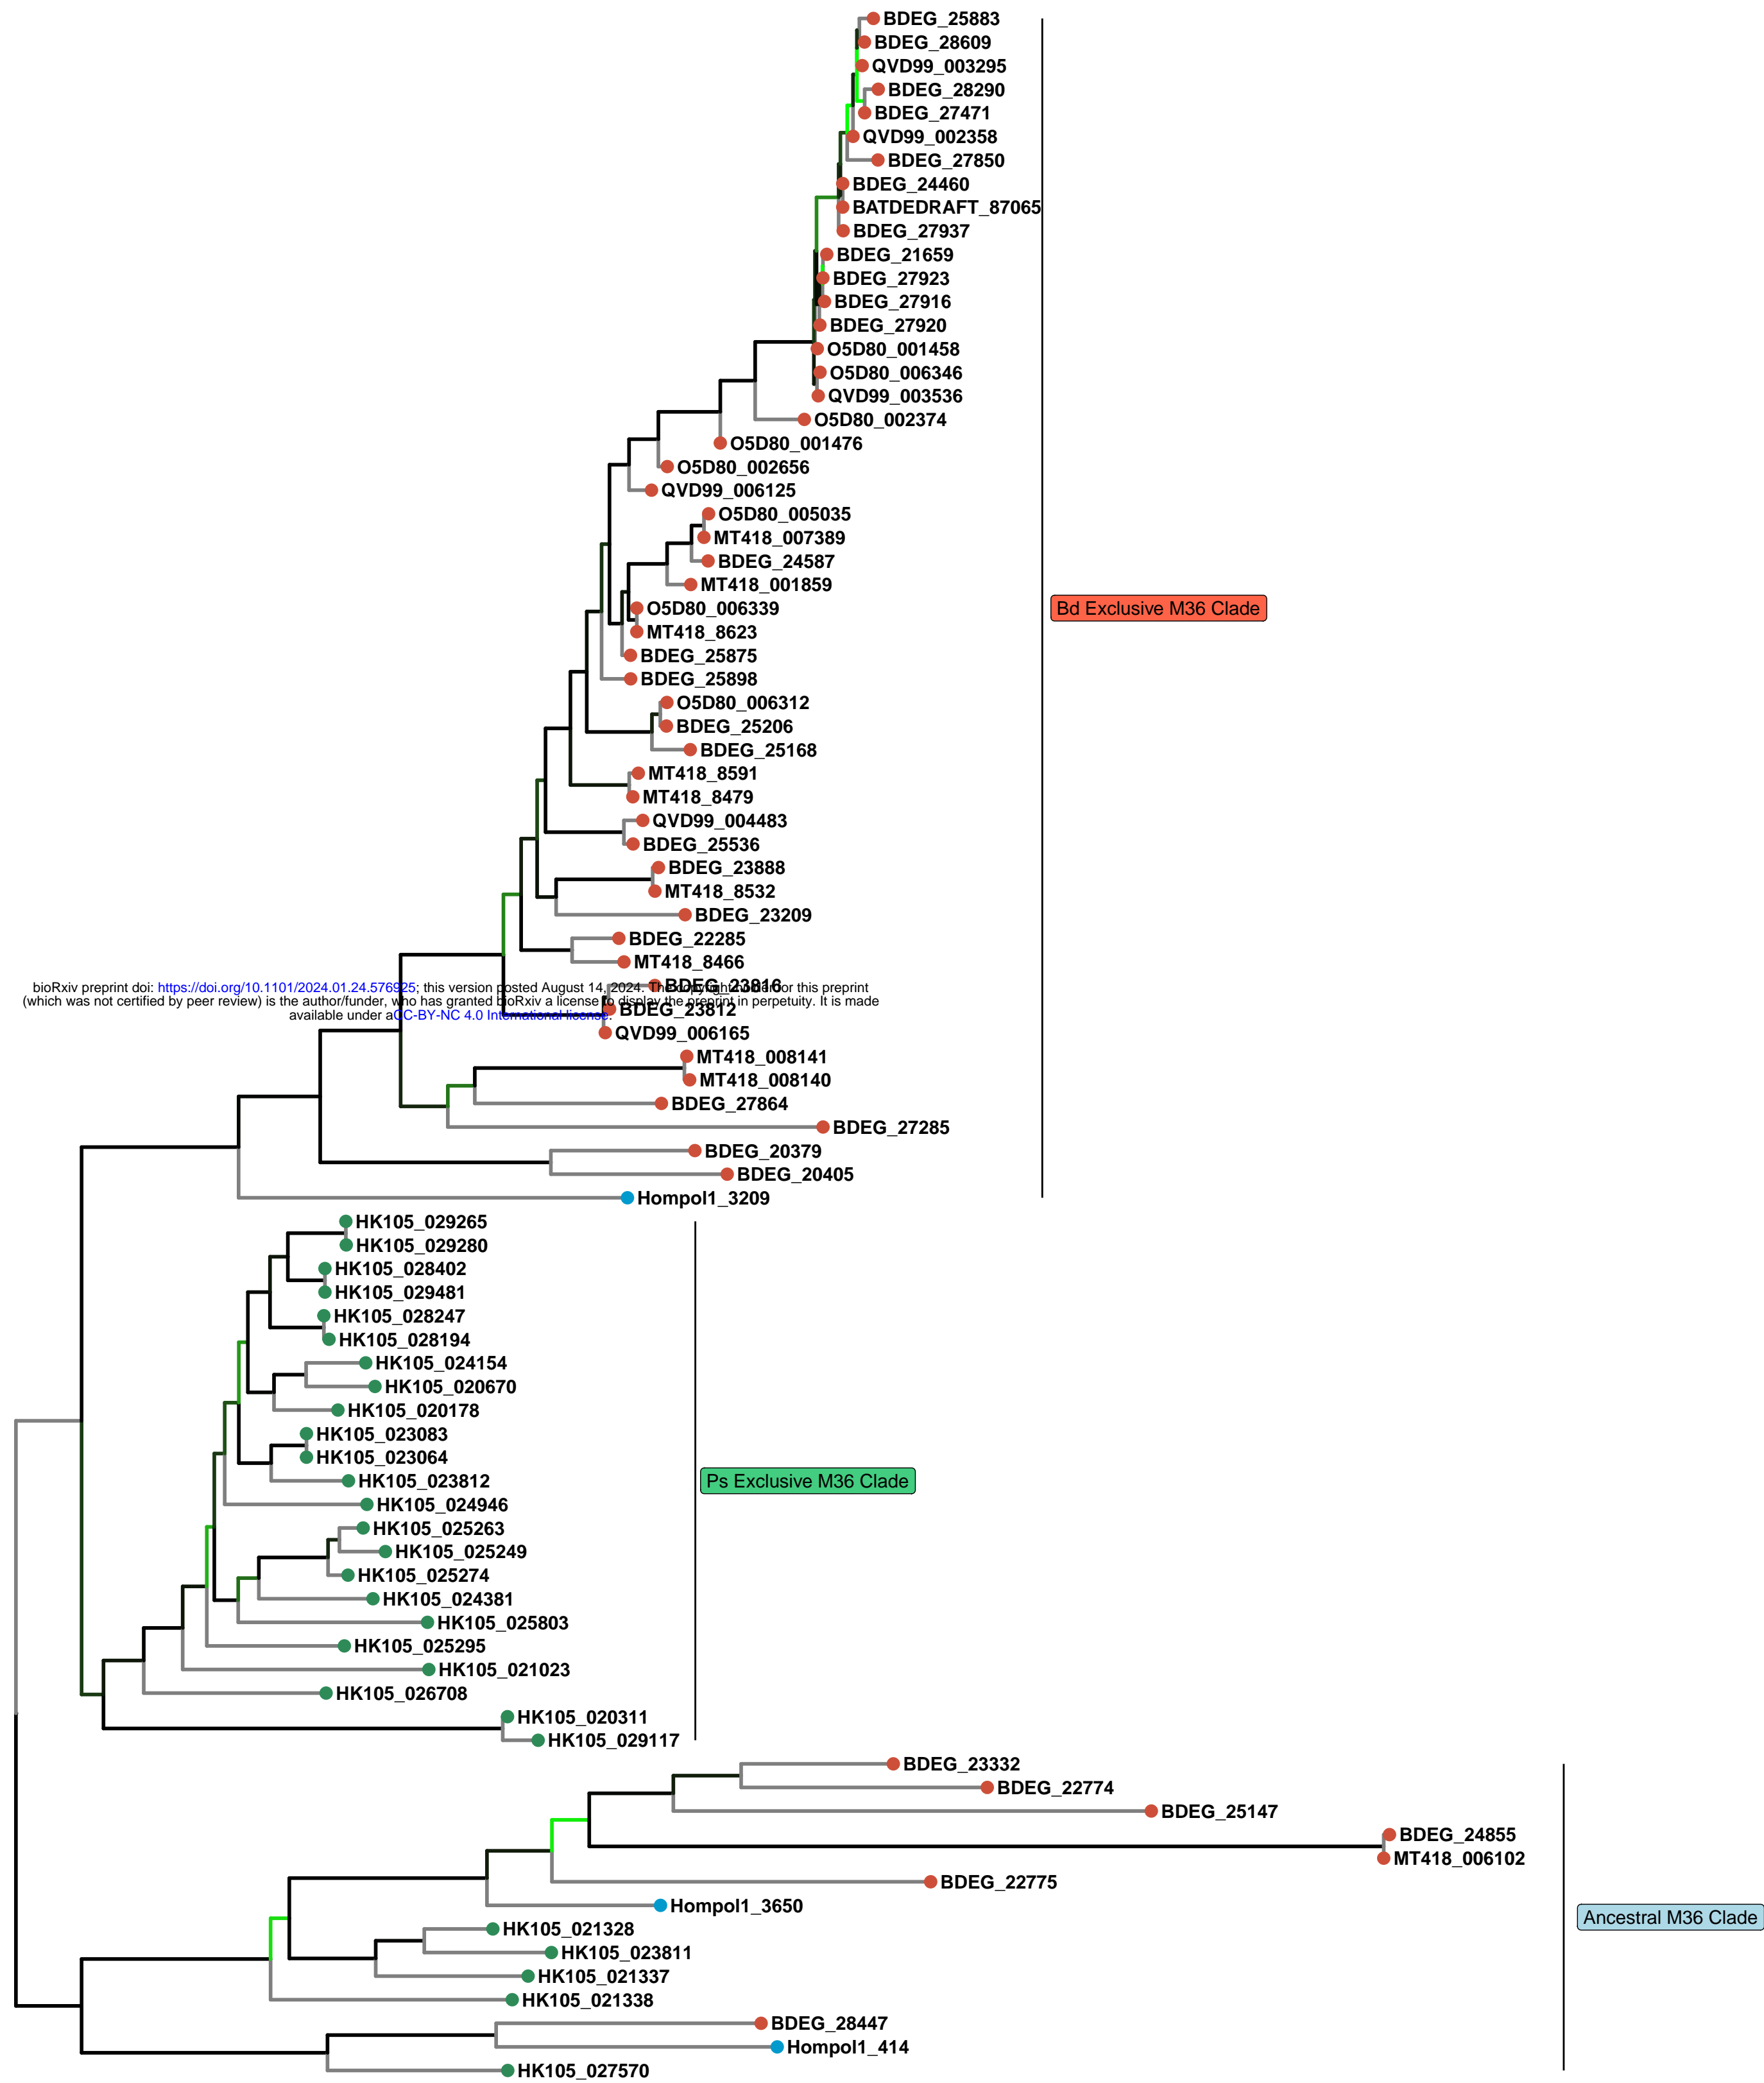 BDEG_25883
BDEG_28609
QVD99_003295
BDEG_28290
BDEG_27471
QVD99_002358
BDEG_27850
BDEG_24460
BATDEDRAFT_87065
BDEG_27937
BDEG_21659
BDEG_27923
BDEG_27916
BDEG_27920
O5D80_001458
O5D80_006346
QVD99_003536
O5D80_002374
O5D80_001476
O5D80_002656
QVD99_006125
O5D80_005035
MT418_007389
BDEG_24587
MT418_001859
O5D80_006339
Bd Exclusive M36 Clade
MT418_8623
BDEG_25875
BDEG_25898
O5D80_006312
BDEG_25206
BDEG_25168
MT418_8591
MT418_8479
QVD99_004483
BDEG_25536
BDEG_23888
MT418_8532
BDEG_23209
BDEG_22285
MT418_8466
BDEG_23816
bioRxiv preprint doi: https://doi.org/10.1101/2024.01.24.576925; this version posted August 14, 2024. The copyright holder for this preprint
(which was not certified by peer review) is the author/funder, who has granted bioRxiv a license to display the preprint in perpetuity. It is made
available under aCC-BY-NC 4.0 International license.
BDEG_23812
QVD99_006165
MT418_008141
MT418_008140
BDEG_27864
BDEG_27285
BDEG_20379
BDEG_20405
Hompol1_3209
HK105_029265
HK105_029280
HK105_028402
HK105_029481
HK105_028247
HK105_028194
HK105_024154
HK105_020670
HK105_020178
HK105_023083
HK105_023064
HK105_023812
Ps Exclusive M36 Clade
HK105_024946
HK105_025263
HK105_025249
HK105_025274
HK105_024381
HK105_025803
HK105_025295
HK105_021023
HK105_026708
HK105_020311
HK105_029117
BDEG_23332
BDEG_22774
BDEG_25147
BDEG_24855
MT418_006102
BDEG_22775
Hompol1_3650
Ancestral M36 Clade
HK105_021328
HK105_023811
HK105_021337
HK105_021338
BDEG_28447
Hompol1_414
HK105_027570